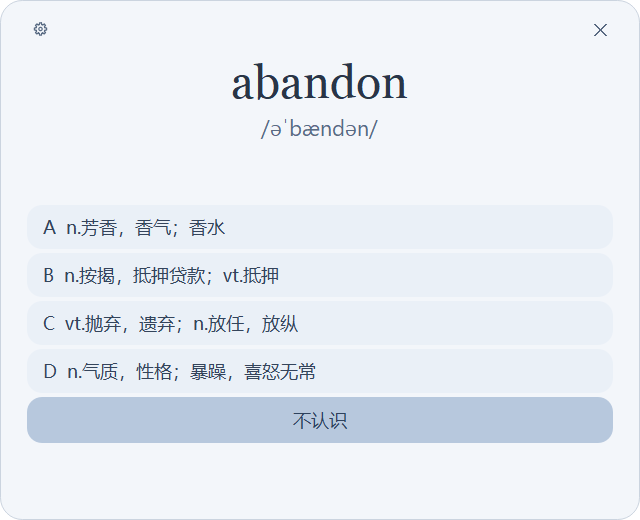 abandon
/əˈbændən/
A n.芳香，香气；香水
B n.按揭，抵押贷款；vt.抵押
C vt.抛弃，遗弃；n.放任，放纵
D n.气质，性格；暴躁，喜怒无常
不认识